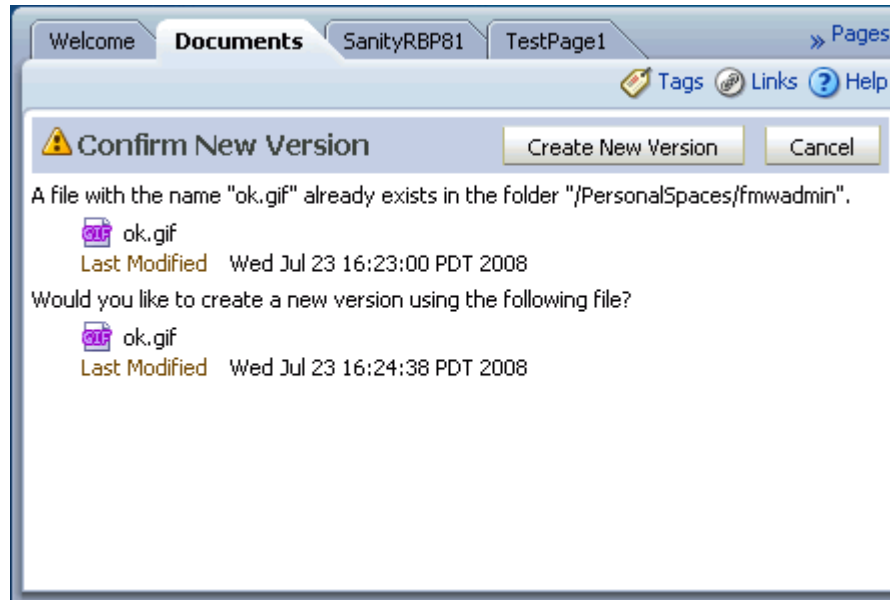 Welcome Documents SanityRBP81 TestPage1 » Pages
Tags Links ? Help
Confirm New Version Create New Version Cancel
A file with the name "ok.gif" already exists in the folder "/PersonalSpaces/fmwadmin".
GIF ok.gif
Last Modified Wed Jul 23 16:23:00 PDT 2008
Would you like to create a new version using the following file?
GIF ok.gif
Last Modified Wed Jul 23 16:24:38 PDT 2008